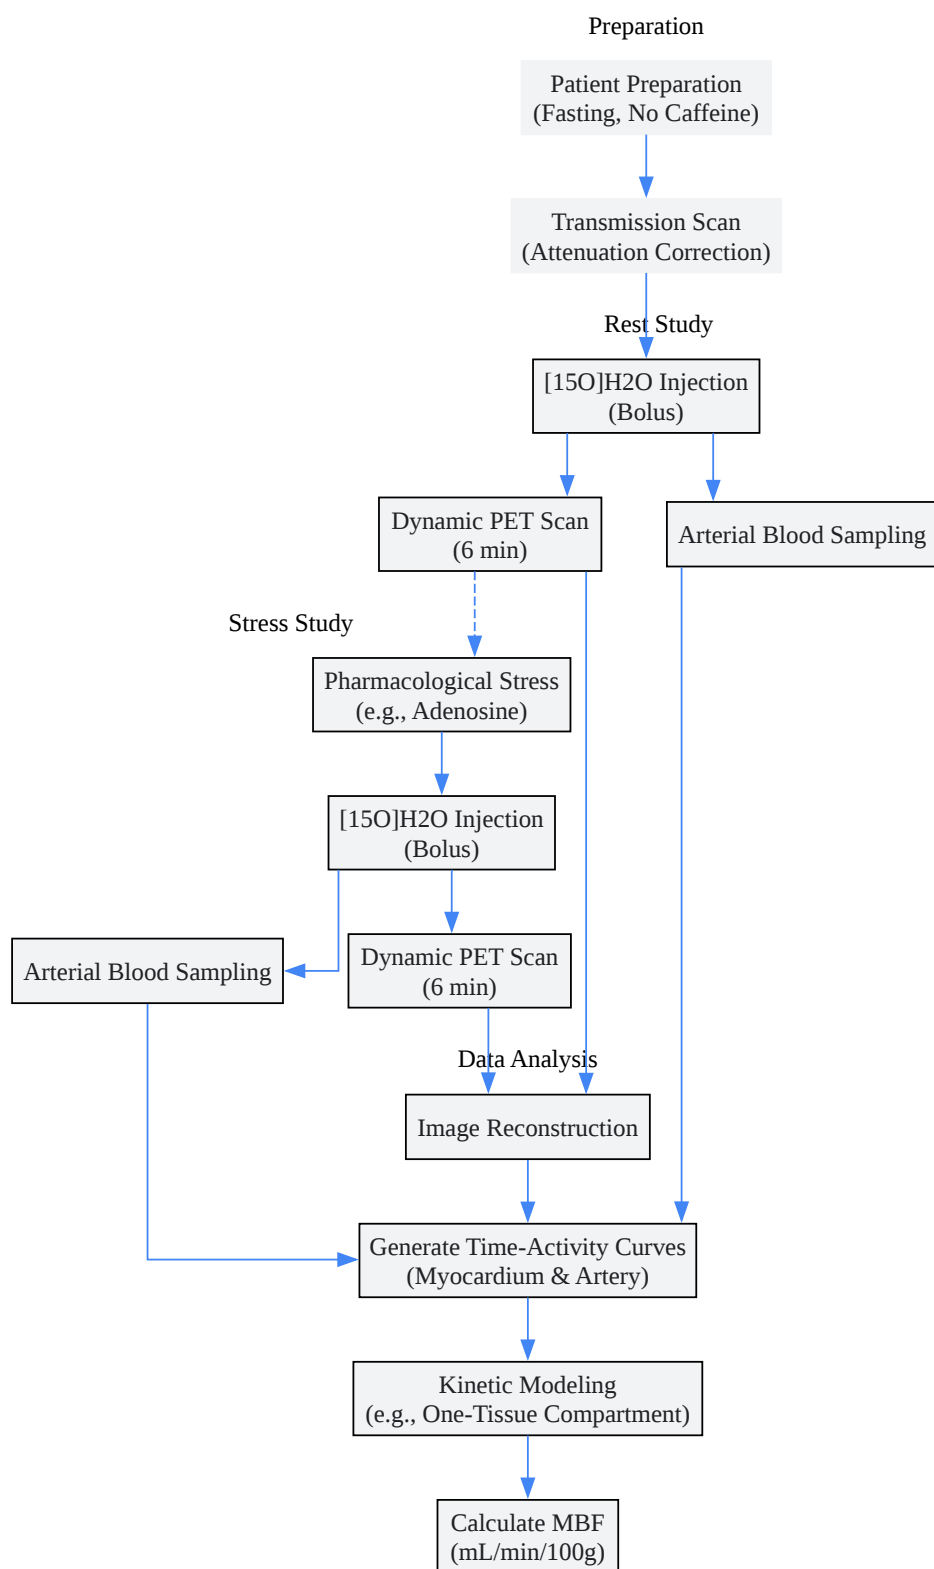 Preparation
Patient Preparation
(Fasting, No Caffeine)
Transmission Scan
(Attenuation Correction)
Rest Study
[15O]H2O Injection
(Bolus)
Dynamic PET Scan
(6 min)
Arterial Blood Sampling
Stress Study
Pharmacological Stress
(e.g., Adenosine)
[15O]H2O Injection
(Bolus)
Arterial Blood Sampling
Dynamic PET Scan
(6 min)
Data Analysis
Image Reconstruction
Generate Time-Activity Curves
(Myocardium & Artery)
Kinetic Modeling
(e.g., One-Tissue Compartment)
Calculate MBF
(mL/min/100g)